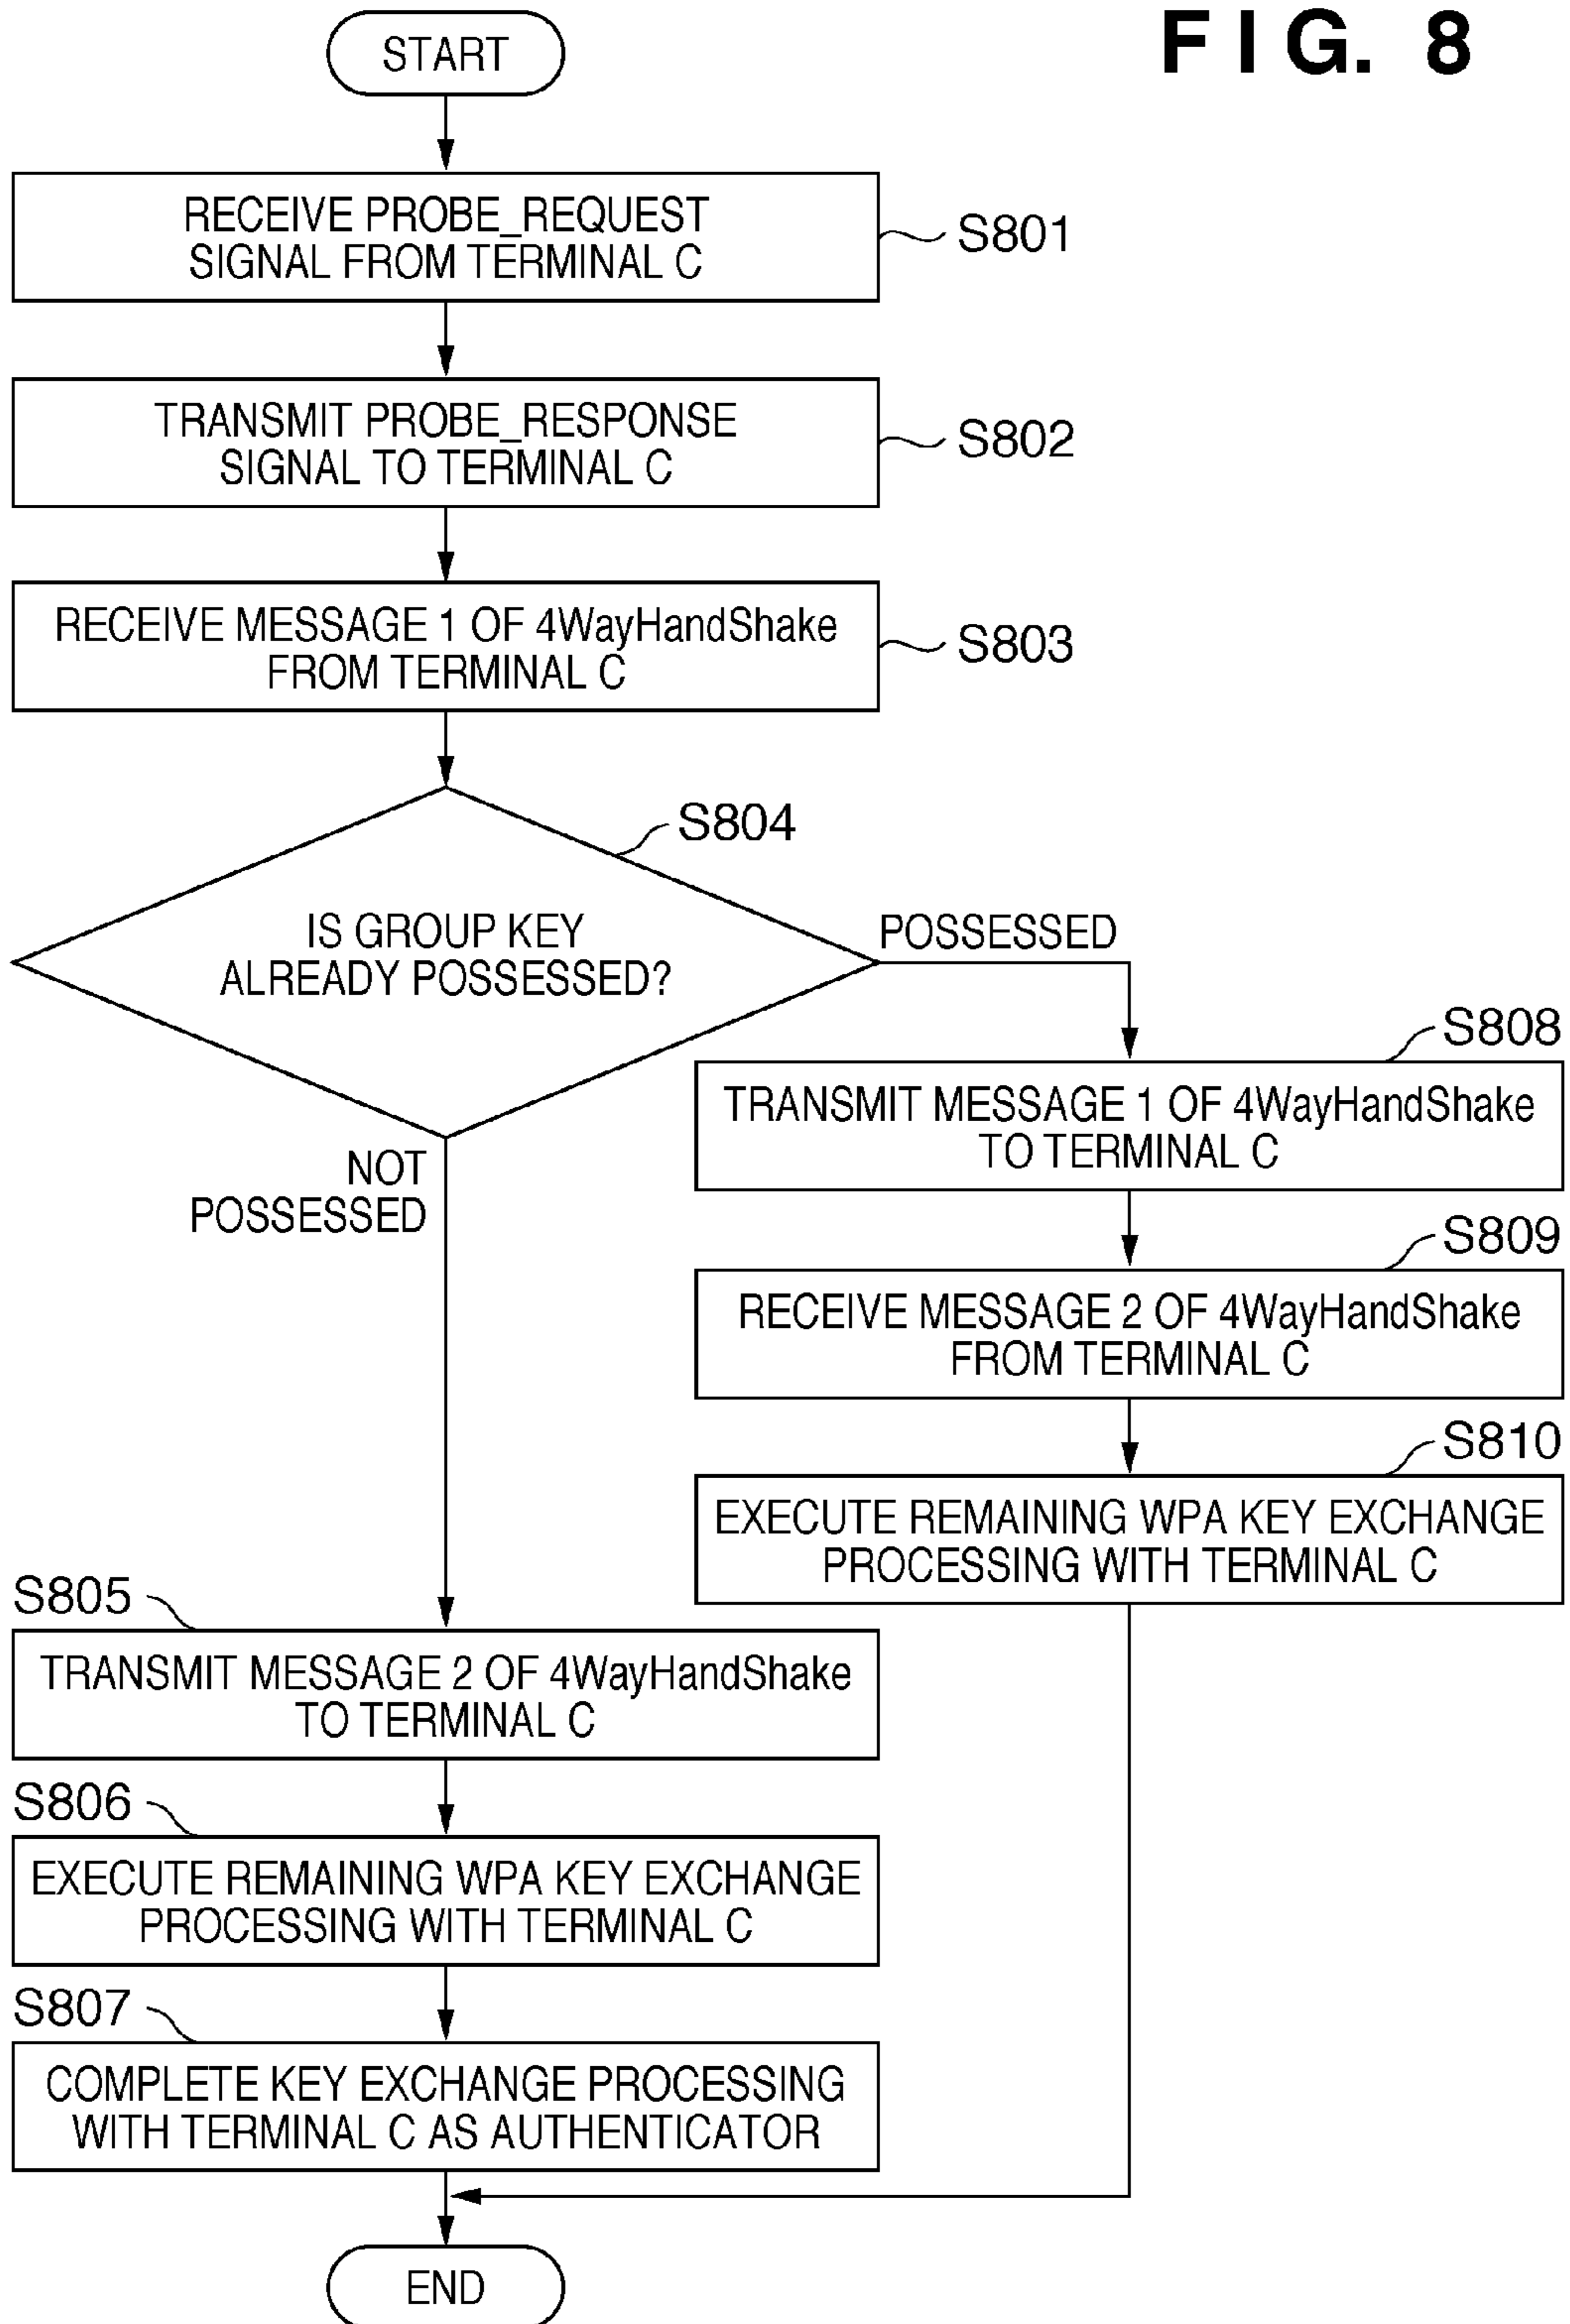 FIG. 8
START
RECEIVE PROBE_REQUEST
SIGNAL FROM TERMINAL C
S801
TRANSMIT PROBE_RESPONSE
SIGNAL TO TERMINAL C
S802
RECEIVE MESSAGE 1 OF 4WayHandShake
FROM TERMINAL C
S803
S804
IS GROUP KEY
ALREADY POSSESSED?
POSSESSED
NOT
POSSESSED
S808
TRANSMIT MESSAGE 1 OF 4WayHandShake
TO TERMINAL C
S809
RECEIVE MESSAGE 2 OF 4WayHandShake
FROM TERMINAL C
S810
EXECUTE REMAINING WPA KEY EXCHANGE
PROCESSING WITH TERMINAL C
S805
TRANSMIT MESSAGE 2 OF 4WayHandShake
TO TERMINAL C
S806
EXECUTE REMAINING WPA KEY EXCHANGE
PROCESSING WITH TERMINAL C
S807
COMPLETE KEY EXCHANGE PROCESSING
WITH TERMINAL C AS AUTHENTICATOR
END